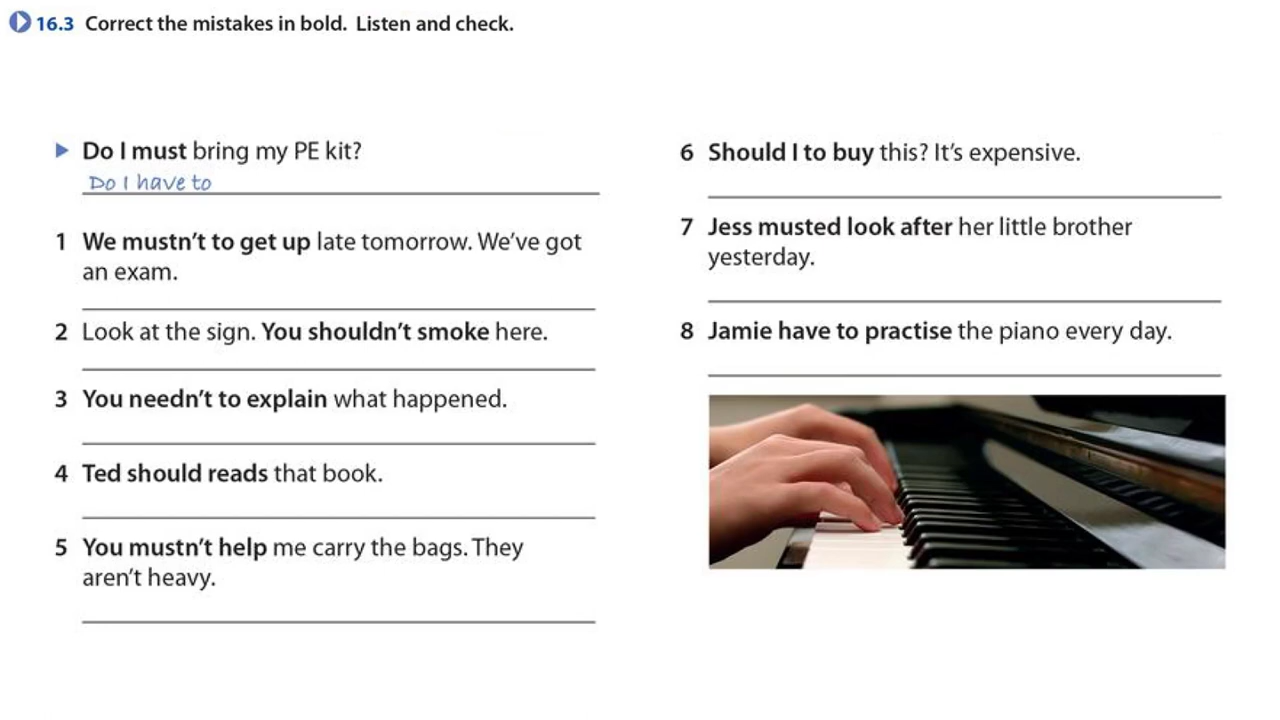 16.3 Correct the mistakes in bold. Listen and check.
Do I must bring my PE kit?
Do I have to
1 We mustn't to get up late tomorrow. We've got
an exam.
2 Look at the sign. You shouldn't smoke here.
3 You needn't to explain what happened.
4 Ted should reads that book.
5 You mustn't help me carry the bags. They
aren't heavy.
6 Should I to buy this? It's expensive.
7 Jess musted look after her little brother
yesterday.
8 Jamie have to practise the piano every day.